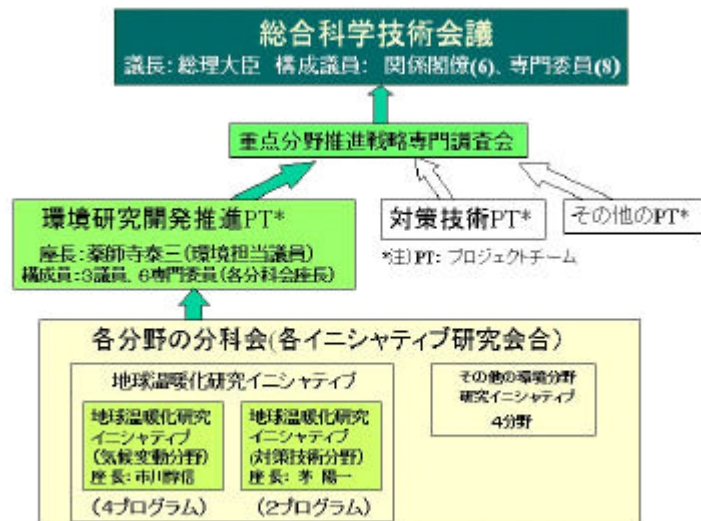 総合科学技術会議
議長：総理大臣 構成議員： 関係閣僚(6)、専門委員(8)
重点分野推進戦略専門調査会
環境研究開発推進PT*
座長：薬師寺泰三(環境担当議員)
構成員：3議員、6専門委員(各分科会座長)
対策技術PT*
その他のPT*
*注)PT: プロジェクトチーム
各分野の分科会(各イニシャティブ研究会合)
地球温暖化研究イニシャティブ
地球温暖化研究
イニシャティブ
(気候変動分野)
座長：市川惇信
(4プログラム)
地球温暖化研究
イニシャティブ
(対策技術分野)
座長： 茅 陽一
(2プログラム)
その他の環境分野
研究イニシャティブ
4分野